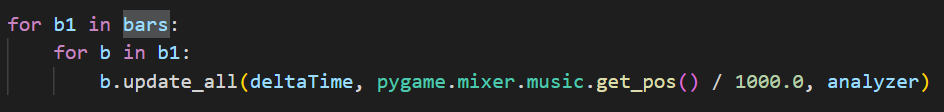 for b1 in bars:
    for b in b1:
        b.update_all(deltaTime, pygame.mixer.music.get_pos() / 1000.0, analyzer)